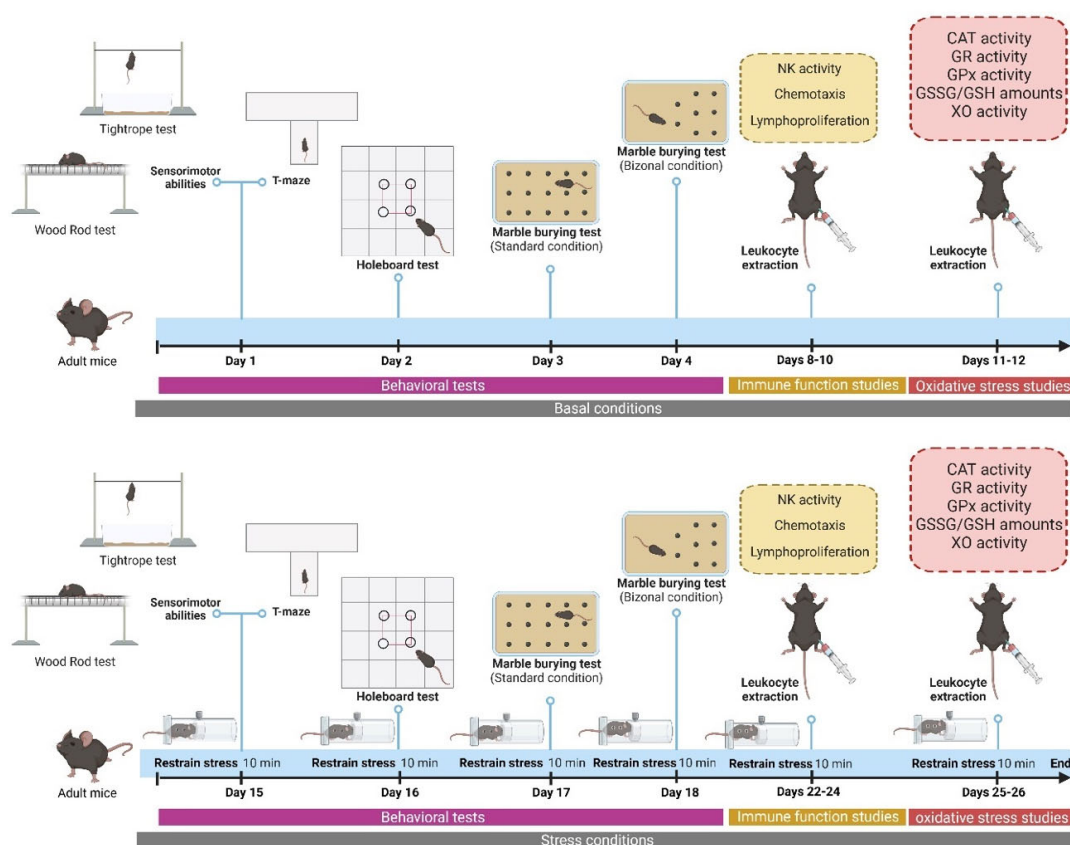 Tightrope test
Wood Rod test
Sensorimotor
abilities
T-maze
Holeboard test
Marble burying test
(Standard condition)
Marble burying test
(Bizonal condition)
NK activity
Chemotaxis
Lymphoproliferation
Leukocyte
extraction
CAT activity
GR activity
GPx activity
GSSG/GSH amounts
XO activity
Leukocyte
extraction
Adult mice
Day 1
Day 2
Day 3
Day 4
Days 8-10
Days 11-12
Behavioral tests
Immune function studies
Oxidative stress studies
Basal conditions
Tightrope test
Wood Rod test
Sensorimotor
abilities
T-maze
Holeboard test
Marble burying test
(Standard condition)
Marble burying test
(Bizonal condition)
NK activity
Chemotaxis
Lymphoproliferation
Leukocyte
extraction
CAT activity
GR activity
GPx activity
GSSG/GSH amounts
XO activity
Leukocyte
extraction
Adult mice
Restrain stress 10 min
Restrain stress 10 min
Restrain stress 10 min
Restrain stress 10 min
Restrain stress 10 min
Restrain stress 10 min
End
Day 15
Day 16
Day 17
Day 18
Days 22-24
Days 25-26
Behavioral tests
Immune function studies
oxidative stress studies
Stress conditions